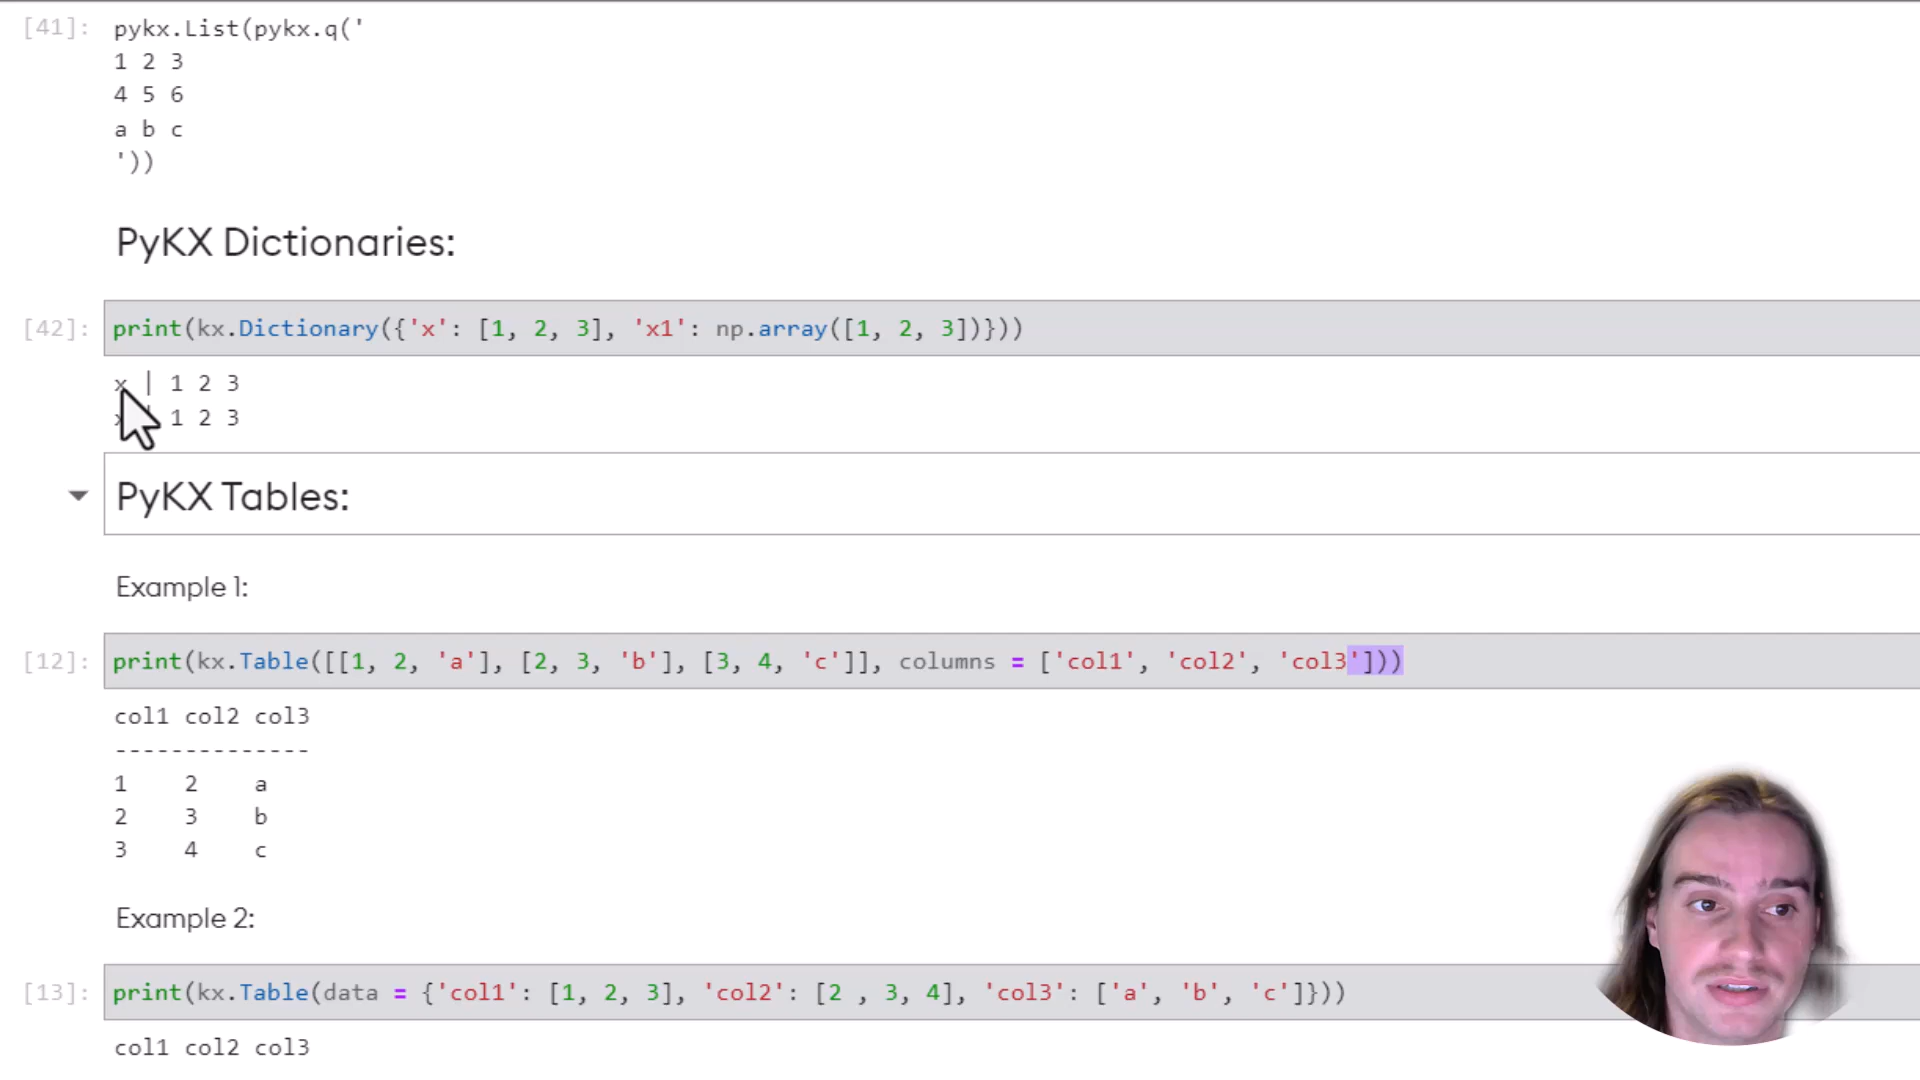 [41]: pykx.List(pykx.q('
1 2 3
4 5 6
a b c
'))
PyKX Dictionaries:
[42]: print(kx.Dictionary({'x': [1, 2, 3], 'x1': np.array([1, 2, 3])}))
x | 1 2 3
1 2 3
PyKX Tables:
Example 1:
[12]: print(kx.Table([[1, 2, 'a'], [2, 3, 'b'], [3, 4, 'c']], columns = ['col1', 'col2', 'col3']))
col1 col2 col3
--------------
1 2 a
2 3 b
3 4 c
Example 2:
[13]: print(kx.Table(data = {'col1': [1, 2, 3], 'col2': [2 , 3, 4], 'col3': ['a', 'b', 'c']}))
col1 col2 col3